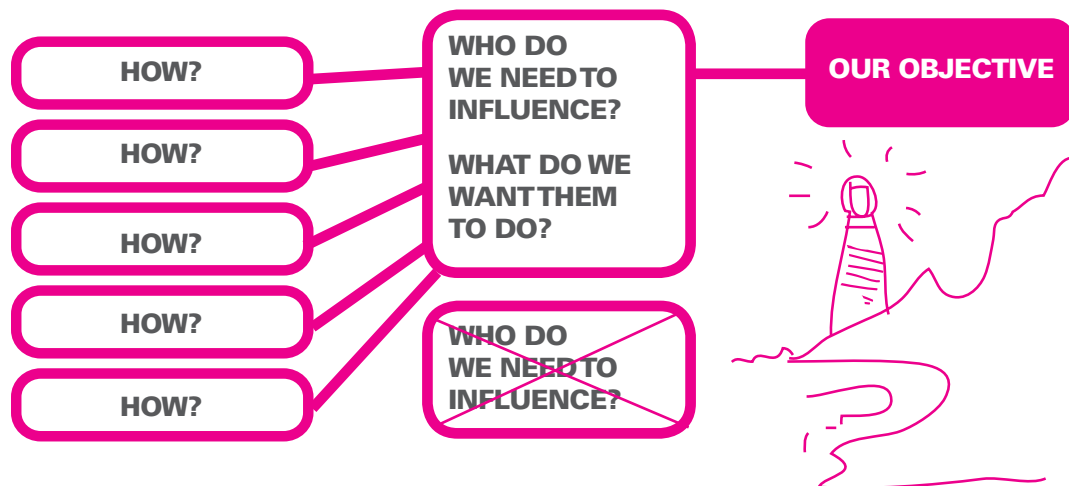 HOW?
HOW?
HOW?
HOW?
HOW?
WHO DO
WE NEED TO
INFLUENCE?
WHAT DO WE
WANT THEM
TO DO?
WHO DO
WE NEED TO
INFLUENCE?
OUR OBJECTIVE